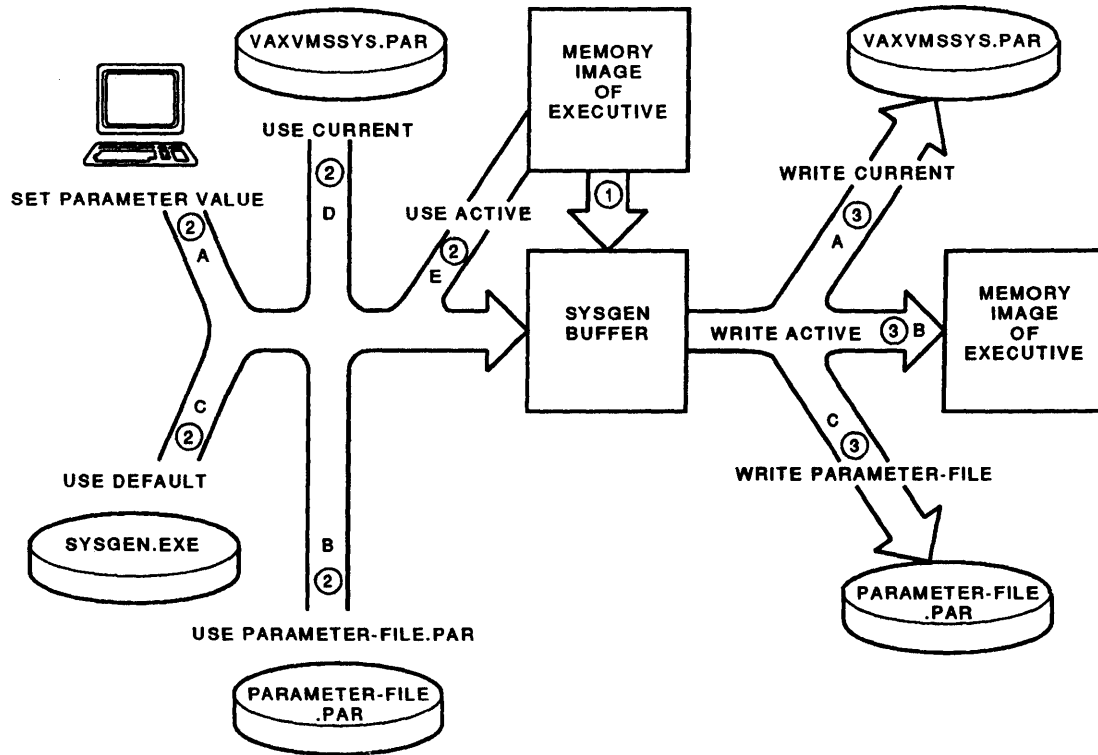 VAXVMSSYS.PAR
MEMORY
IMAGE
OF
EXECUTIVE
VAXVMSSYS.PAR
USE CURRENT
2
D
SET PARAMETER VALUE
2
A
USE ACTIVE
2
E
1
WRITE CURRENT
3
A
SYSGEN
BUFFER
WRITE ACTIVE
3 B
MEMORY
IMAGE
OF
EXECUTIVE
C
2
USE DEFAULT
SYSGEN.EXE
B
2
USE PARAMETER-FILE.PAR
PARAMETER-FILE
.PAR
C
3
WRITE PARAMETER-FILE
PARAMETER-FILE
.PAR